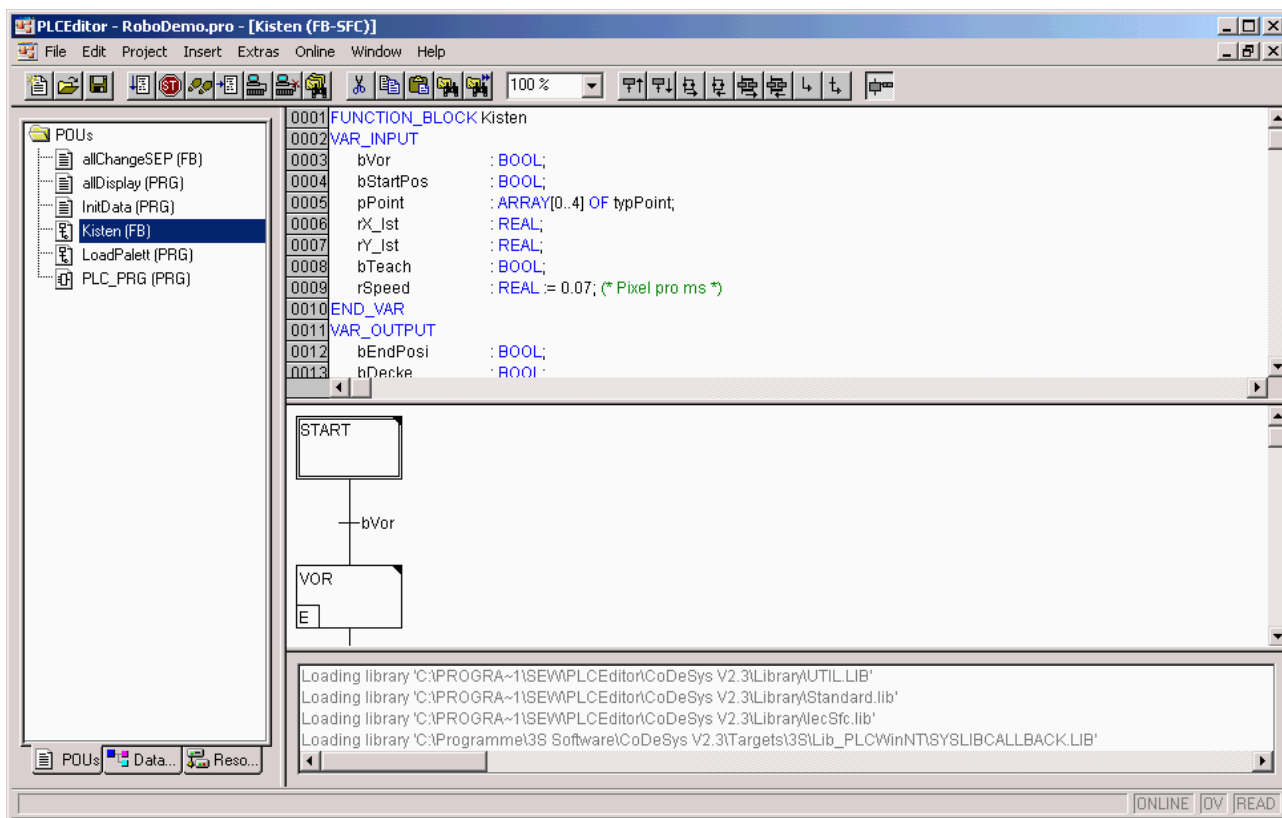 PLCEditor - RoboDemo.pro - [Kisten (FB-SFC)]
File Edit Project Insert Extras Online Window Help
100 %
POUs
allChangeSEP (FB)
allDisplay (PRG)
InitData (PRG)
Kisten (FB)
LoadPalett (PRG)
PLC_PRG (PRG)
0001 FUNCTION_BLOCK Kisten
0002 VAR_INPUT
0003 bVor : BOOL;
0004 bStartPos : BOOL;
0005 pPoint : ARRAY[0..4] OF typPoint;
0006 rX_Ist : REAL;
0007 rY_Ist : REAL;
0008 bTeach : BOOL;
0009 rSpeed : REAL := 0.07; (* Pixel pro ms *)
0010 END_VAR
0011 VAR_OUTPUT
0012 bEndPosi : BOOL;
0013 bDecke : BOOL;
START
bVor
VOR
E
Loading library 'C:\PROGRA~1\SEW\PLCEditor\CoDeSys V2.3\Library\UTIL.LIB'
Loading library 'C:\PROGRA~1\SEW\PLCEditor\CoDeSys V2.3\Library\Standard.lib'
Loading library 'C:\PROGRA~1\SEW\PLCEditor\CoDeSys V2.3\Library\IecSfc.lib'
Loading library 'C:\Programme\3S Software\CoDeSys V2.3\Targets\3S\Lib_PLCWinNT\SYSLIBCALLBACK.LIB'
POUs Data... Reso...
ONLINE OV READ